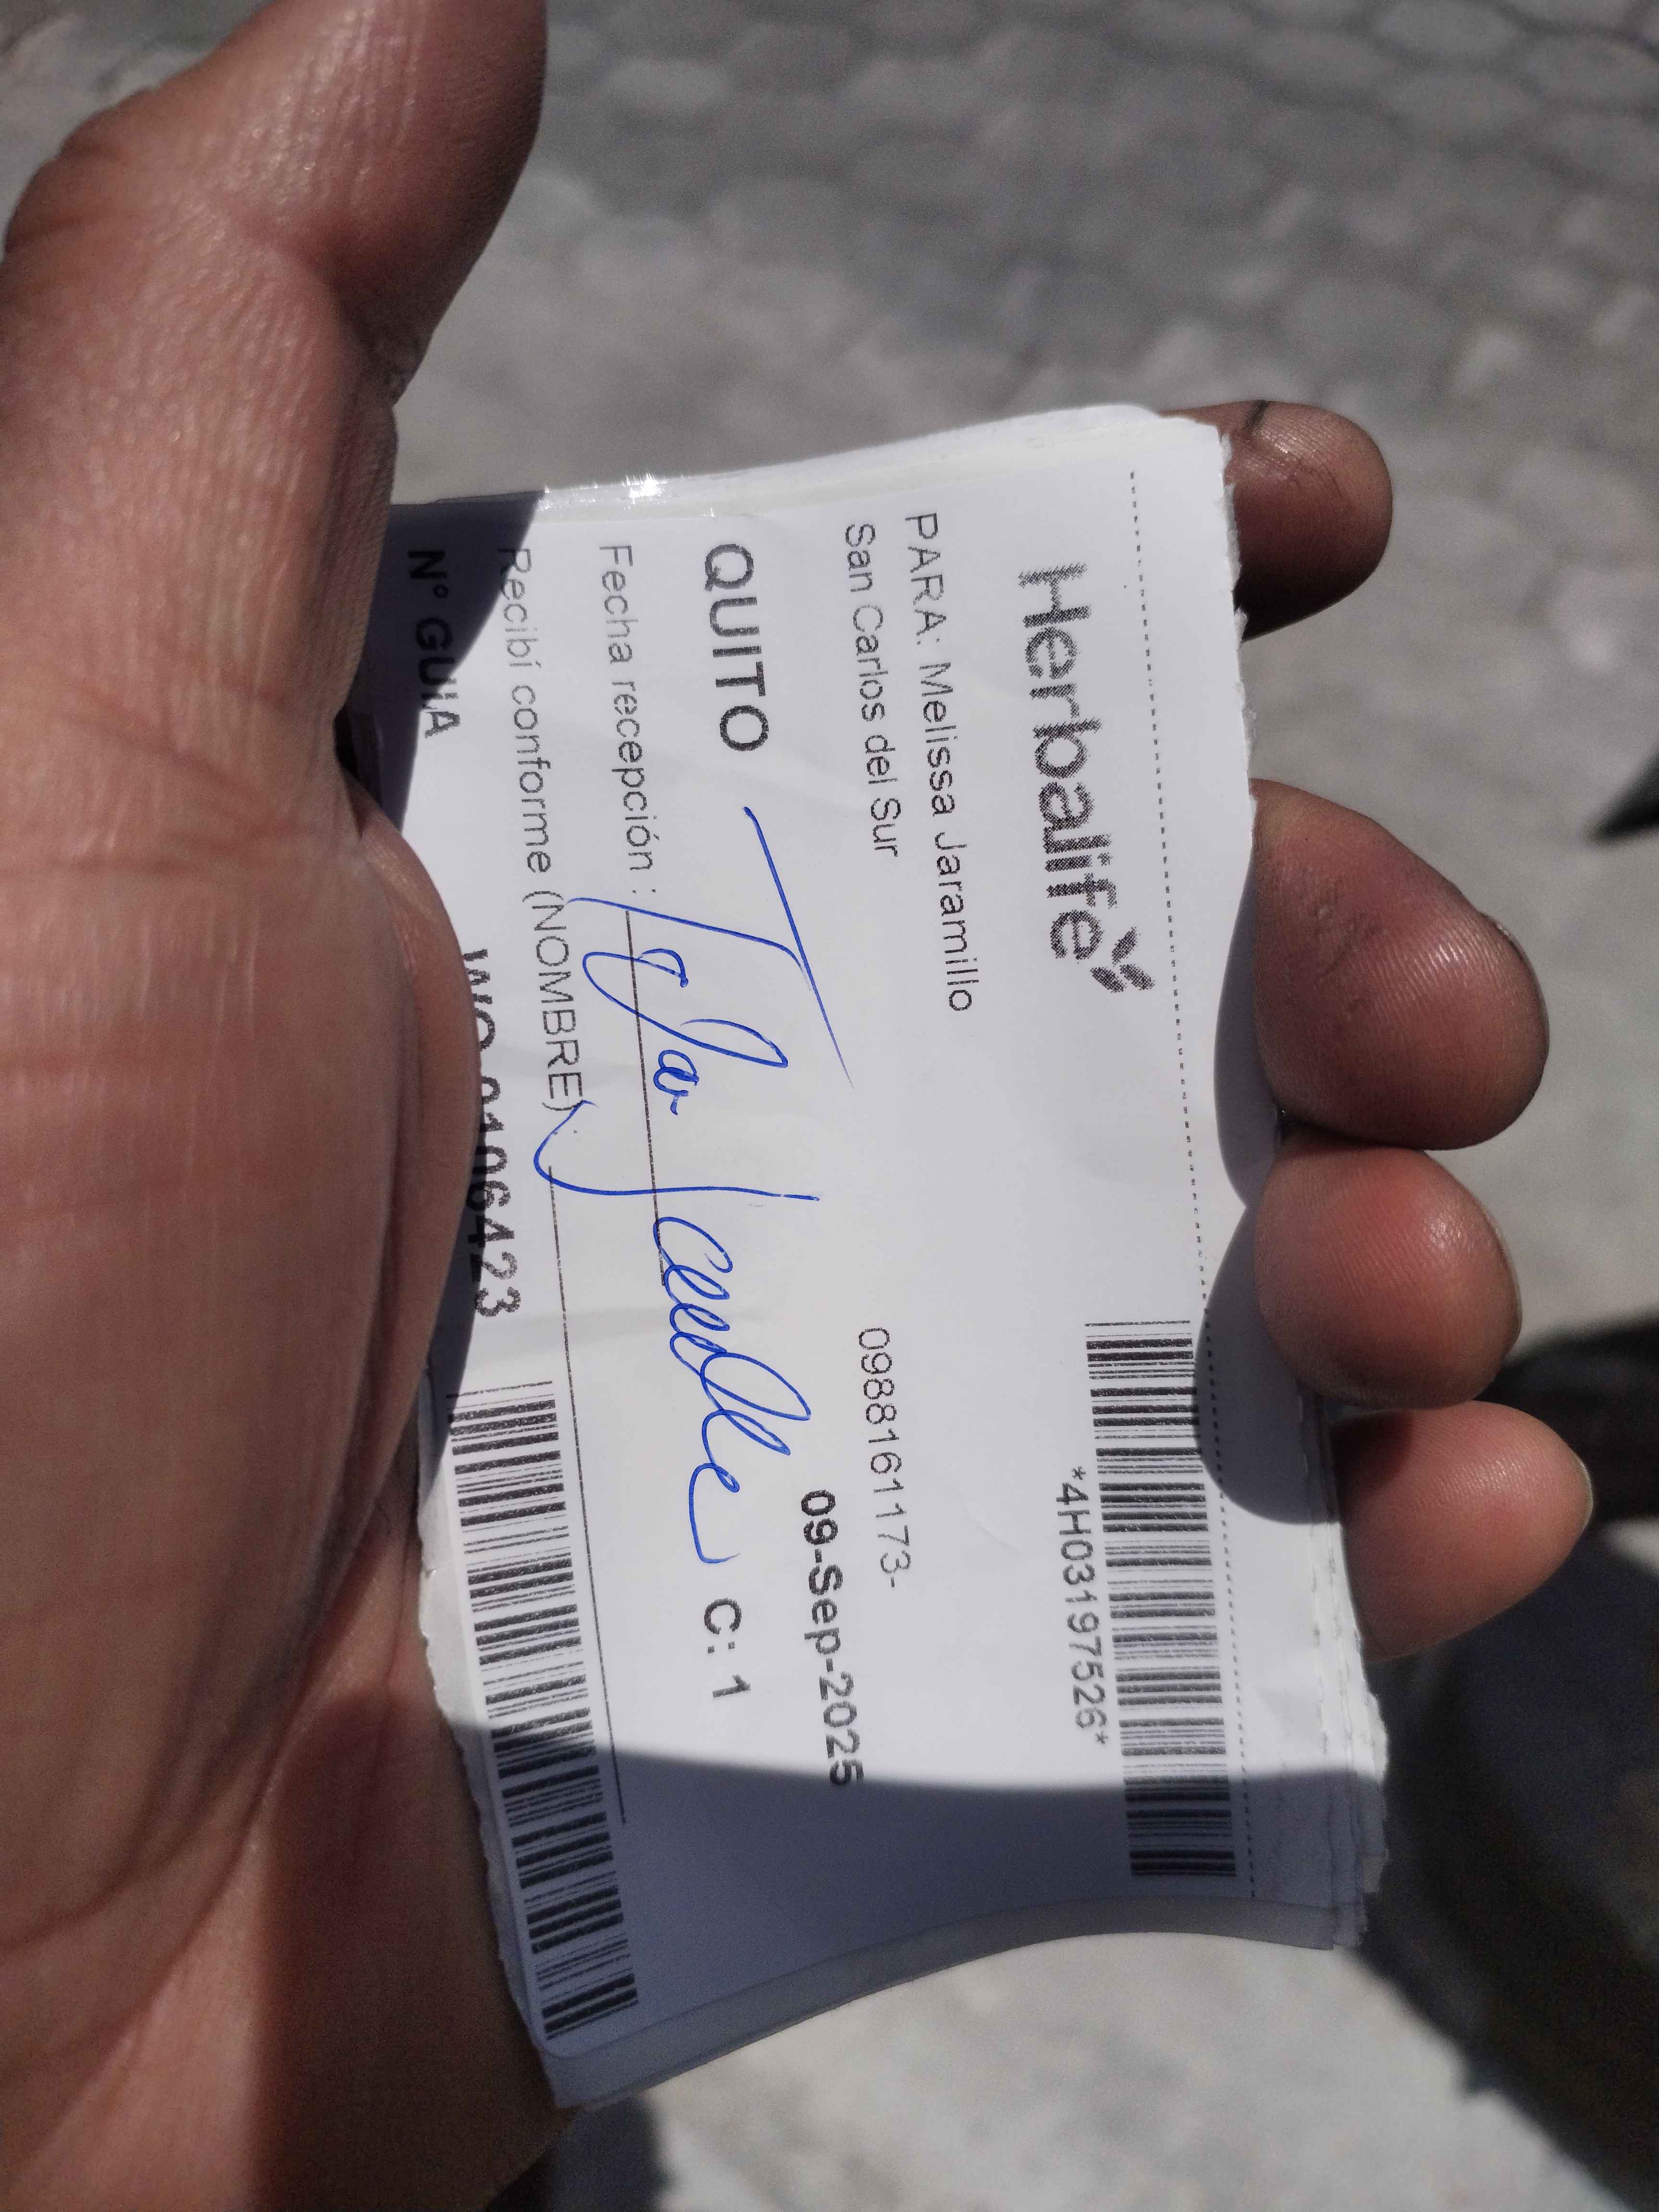 Herbalife
*4H03197526*
PARA: Melissa Jaramillo
San Carlos del Sur
0988161173-
09-Sep-2025
QUITO
C: 1
Fecha recepción :
Recibí conforme (NOMBRE)
Nº GUIA